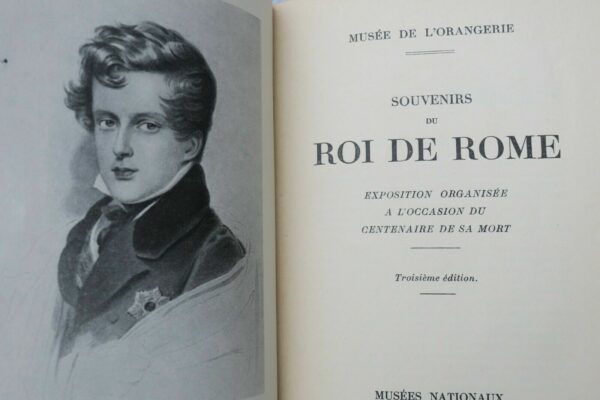 MUSÉE DE L'ORANGERIE
SOUVENIRS
DU
ROI DE ROME
EXPOSITION ORGANISÉE
A L'OCCASION DU
CENTENAIRE DE SA MORT
Troisième édition.
MUSÉES NATIONAUX